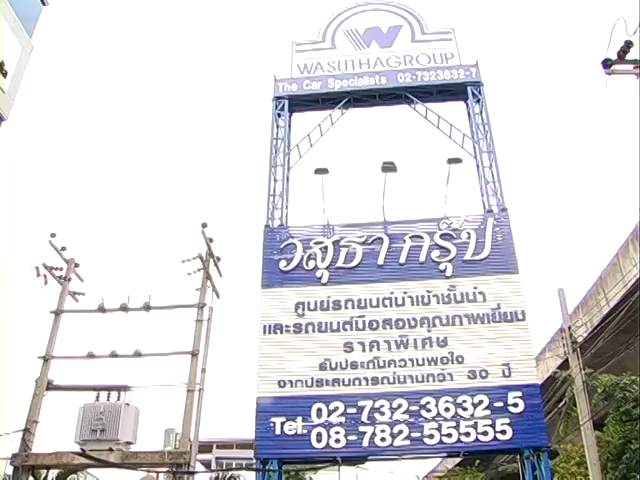 W
WASUTHAGROUP
The Car Specialists 02-7323632-7
วสุธา กรุ๊ป
ศูนย์รถยนต์นำเข้าชั้นนำ
และรถยนต์มือสองคุณภาพเยี่ยม
ราคาพิเศษ
รับประกันความพอใจ
จากประสบการณ์นานกว่า 30 ปี
Tel. 02-732-3632-5
08-782-55555